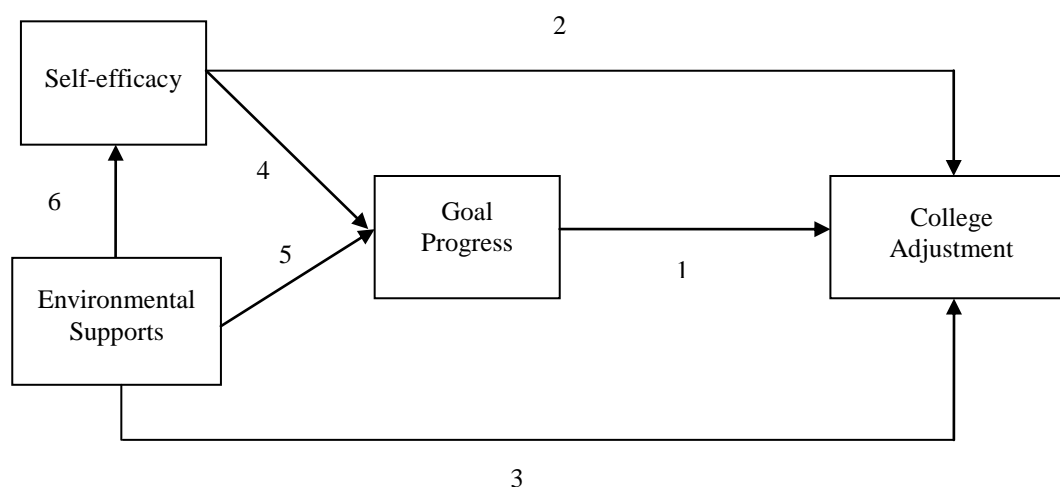 2
Self-efficacy
4
6
Goal
Progress
College
Adjustment
5
1
Environmental
Supports
3